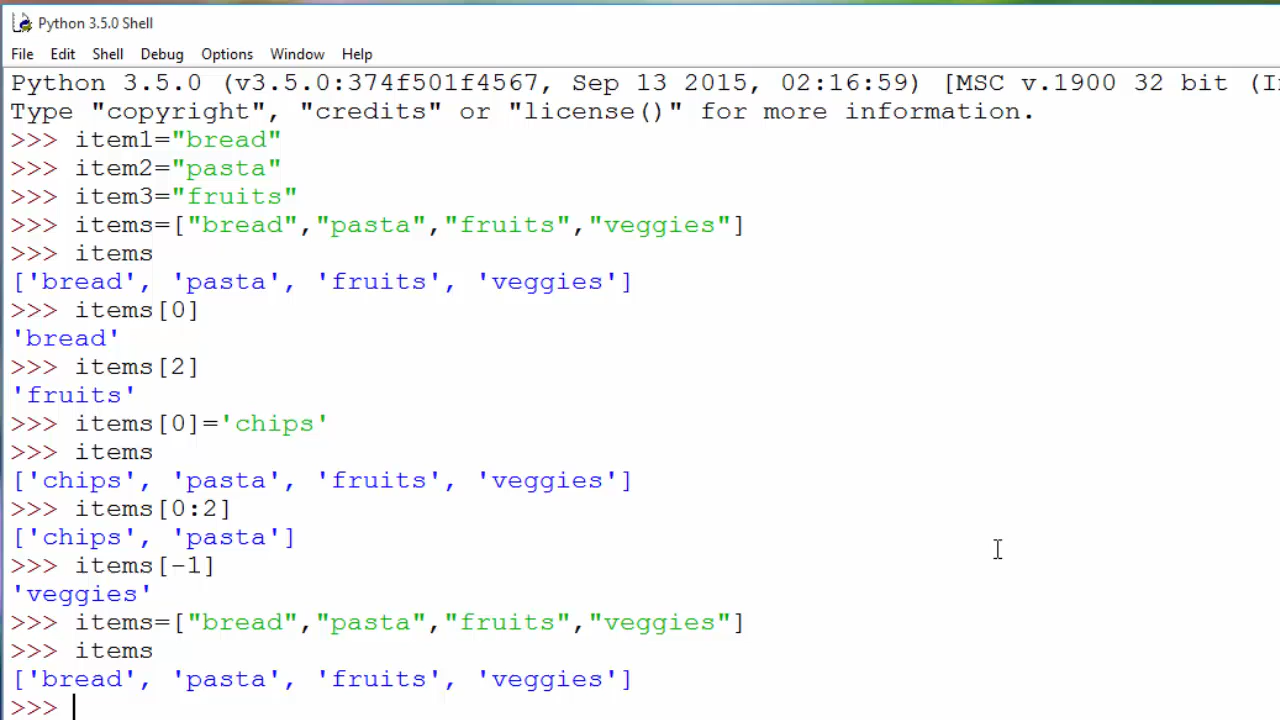 Python 3.5.0 Shell
File Edit Shell Debug Options Window Help
Python 3.5.0 (v3.5.0:374f501f4567, Sep 13 2015, 02:16:59) [MSC v.1900 32 bit (I
Type "copyright", "credits" or "license()" for more information.
>>> item1="bread"
>>> item2="pasta"
>>> item3="fruits"
>>> items=["bread","pasta","fruits","veggies"]
>>> items
['bread', 'pasta', 'fruits', 'veggies']
>>> items[0]
'bread'
>>> items[2]
'fruits'
>>> items[0]='chips'
>>> items
['chips', 'pasta', 'fruits', 'veggies']
>>> items[0:2]
['chips', 'pasta']
>>> items[-1]
'veggies'
>>> items=["bread","pasta","fruits","veggies"]
>>> items
['bread', 'pasta', 'fruits', 'veggies']
>>>